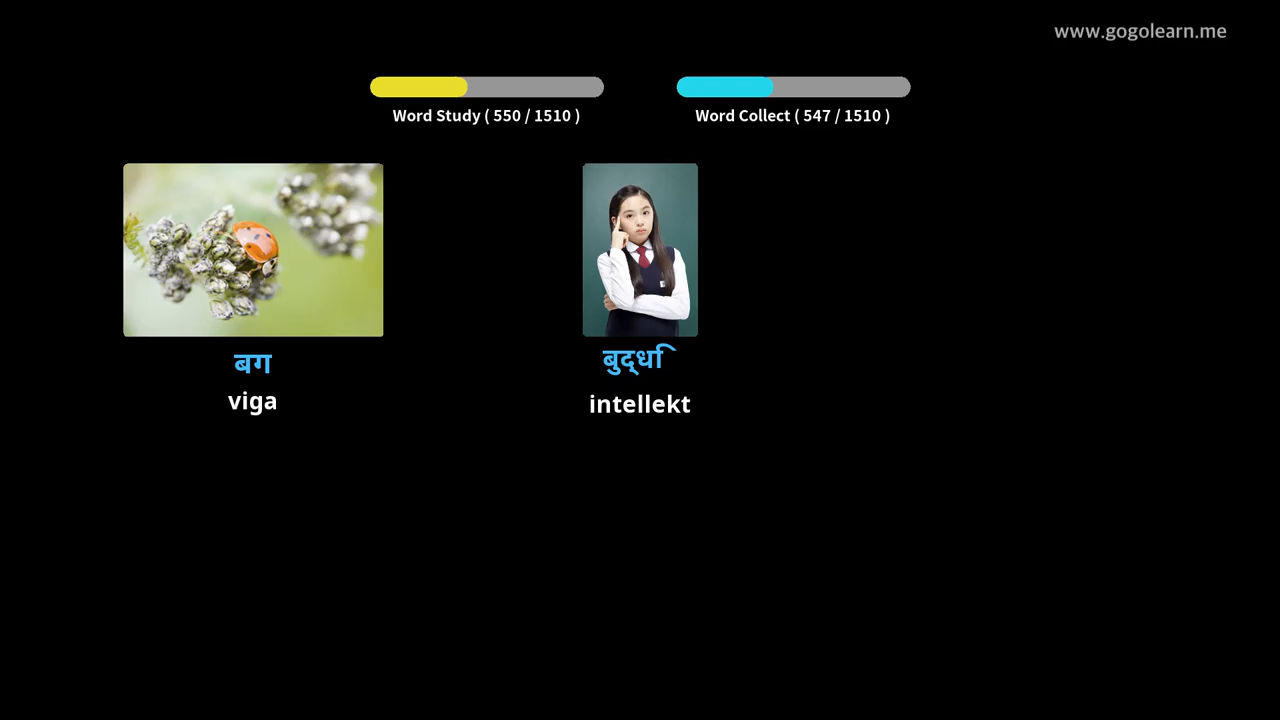 www.gogolearn.me
Word Study ( 550 / 1510 )
Word Collect ( 547 / 1510 )
बग
viga
बुद्धि
intellekt